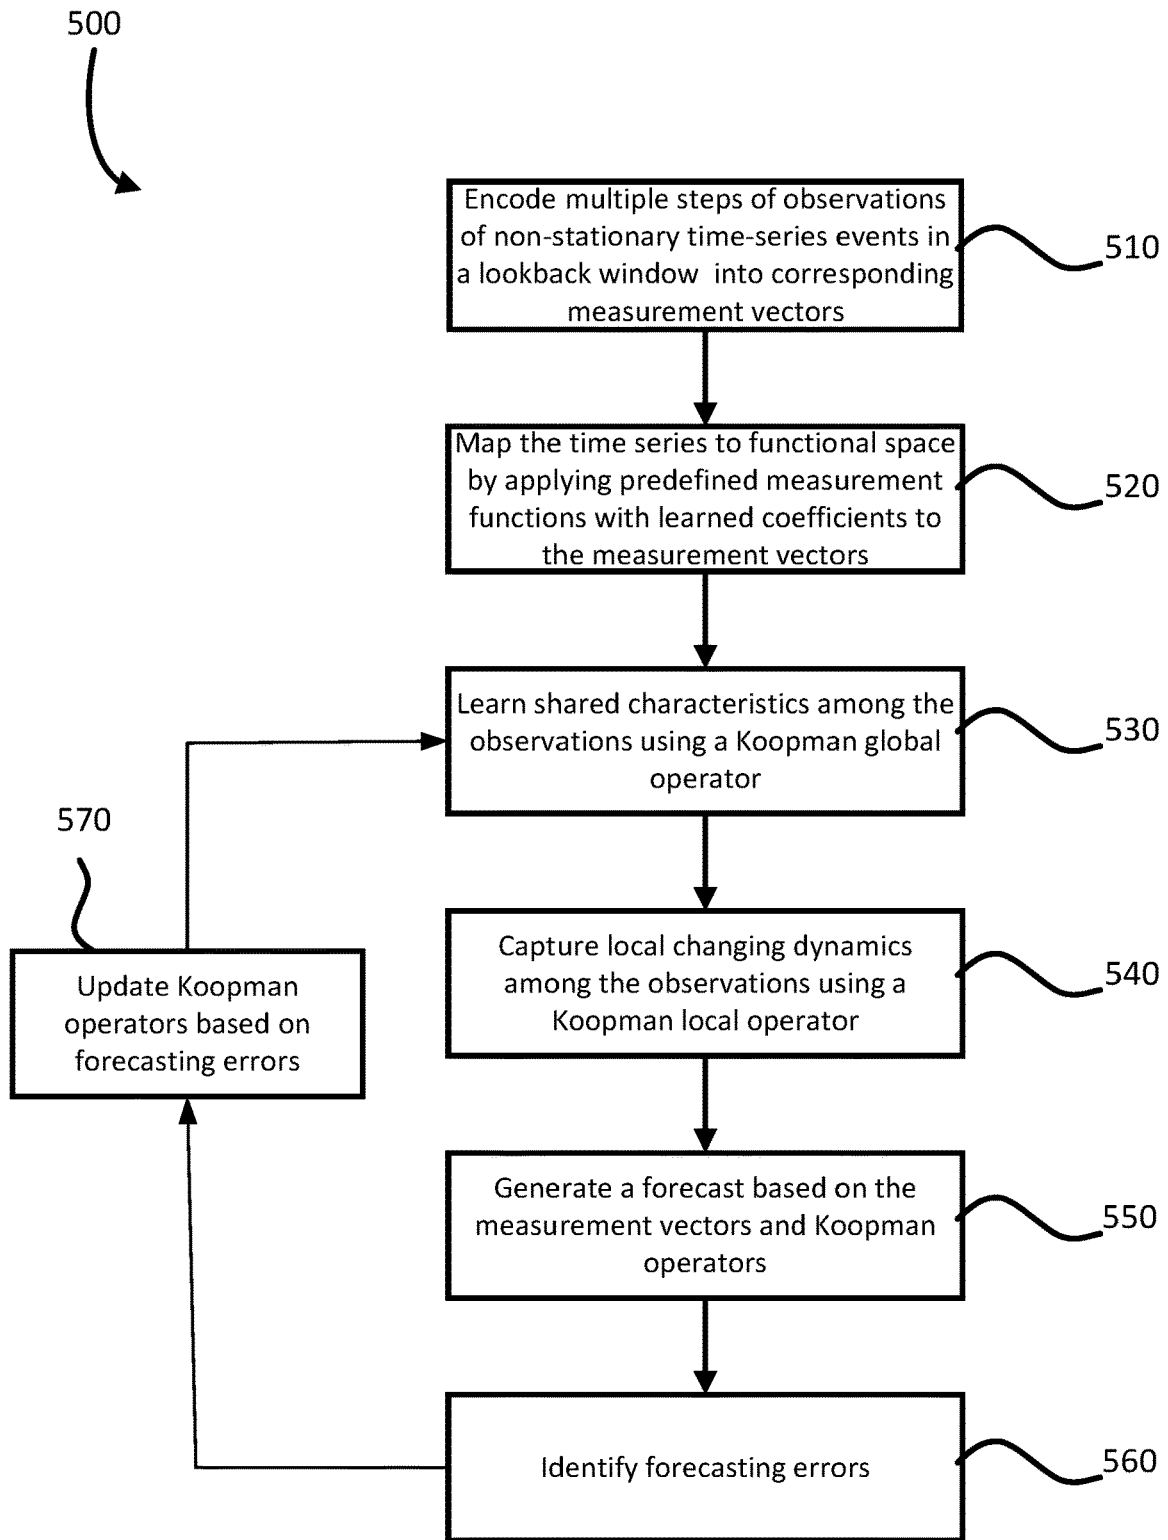 500
Encode multiple steps of observations
of non-stationary time-series events in
a lookback window into corresponding
measurement vectors
510
Map the time series to functional space
by applying predefined measurement
functions with learned coefficients to
the measurement vectors
520
Learn shared characteristics among the
observations using a Koopman global
operator
530
570
Update Koopman
operators based on
forecasting errors
Capture local changing dynamics
among the observations using a
Koopman local operator
540
Generate a forecast based on the
measurement vectors and Koopman
operators
550
Identify forecasting errors
560